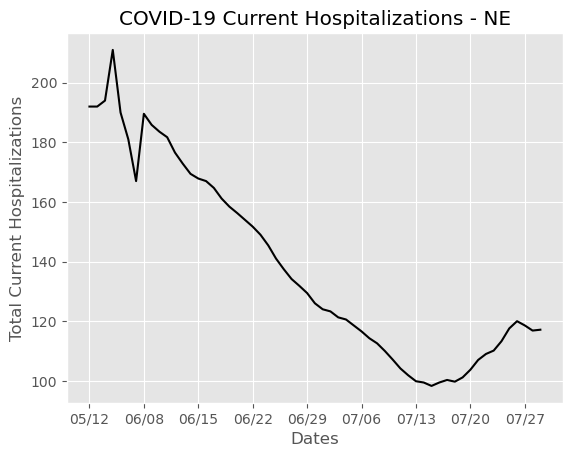 COVID-19 Current Hospitalizations - NE
Total Current Hospitalizations
200
180
160
140
120
100
05/12 06/08 06/15 06/22 06/29 07/06 07/13 07/20 07/27
Dates